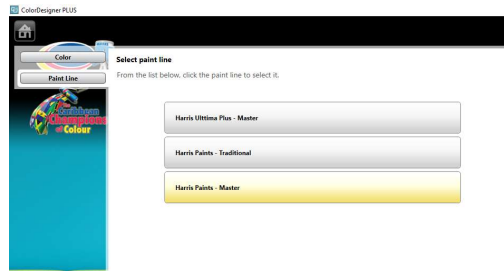 ColorDesigner PLUS
Color
Paint Line
Caribbean
Champions
of Colour
Select paint line
From the list below, click the paint line to select it.
Harris Ulttima Plus - Master
Harris Paints - Traditional
Harris Paints - Master